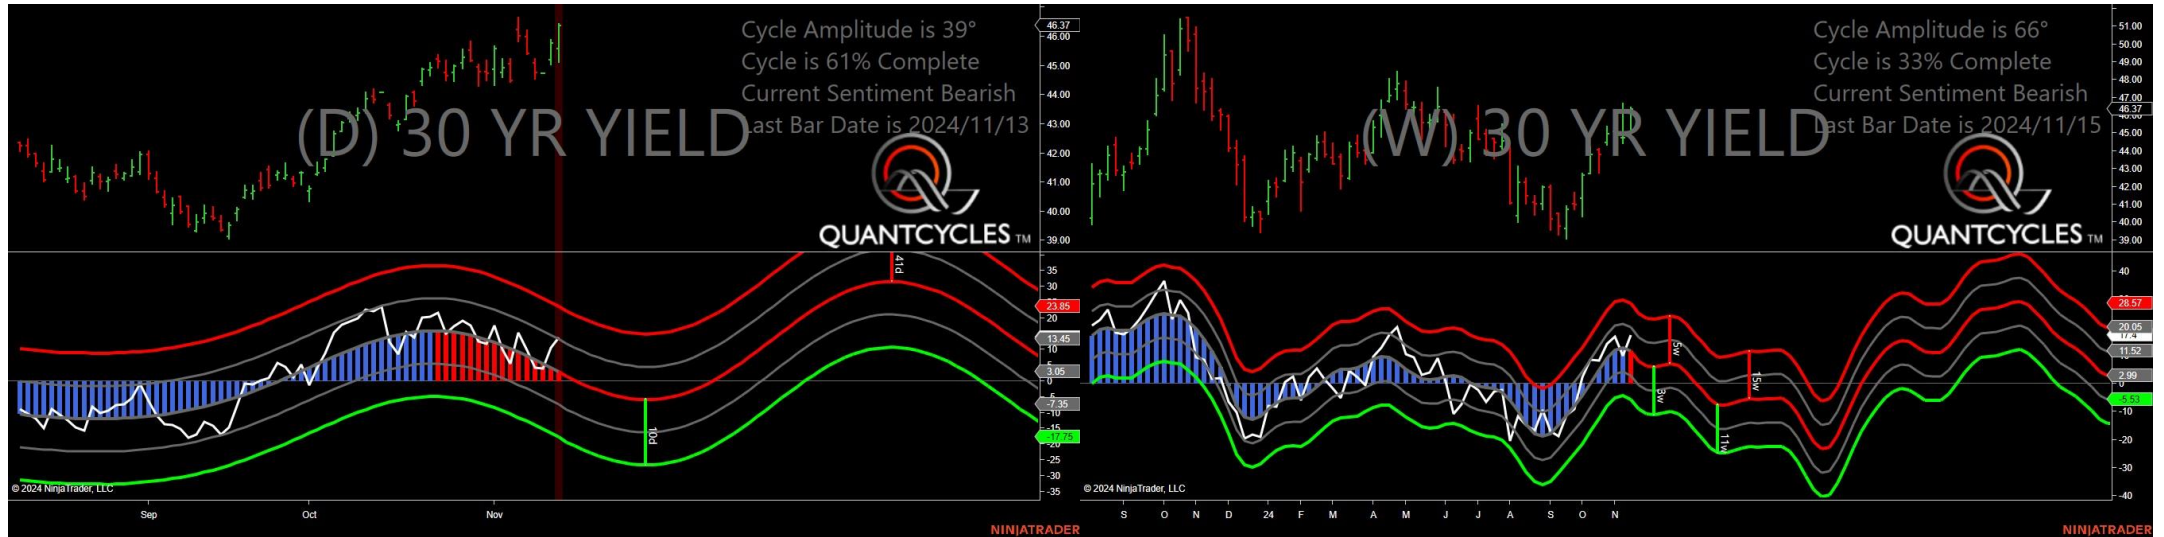 Cycle Amplitude is 39°
Cycle is 61% Complete
Current Sentiment Bearish
Last Bar Date is 2024/11/13
(D) 30 YR YIELD
QUANTCYCLES TM
46.37
46.00
45.00
44.00
43.00
42.00
41.00
40.00
39.00
41d
10d
35
30
23.85
20
13.45
10
3.05
0
-7.35
-10
-15
-17.75
-25
-30
-35
© 2024 NinjaTrader, LLC
Sep
Oct
Nov
NINJATRADER
Cycle Amplitude is 66°
Cycle is 33% Complete
Current Sentiment Bearish
Last Bar Date is 2024/11/15
(W) 30 YR YIELD
QUANTCYCLES TM
51.00
50.00
49.00
48.00
47.00
46.37
45.00
44.00
43.00
42.00
41.00
40.00
39.00
5w
15w
11w
40
28.57
20.05
17.4
11.52
2.99
-5.53
-10
-20
-30
-40
© 2024 NinjaTrader, LLC
S O N D 24 F M A M J J A S O N
NINJATRADER